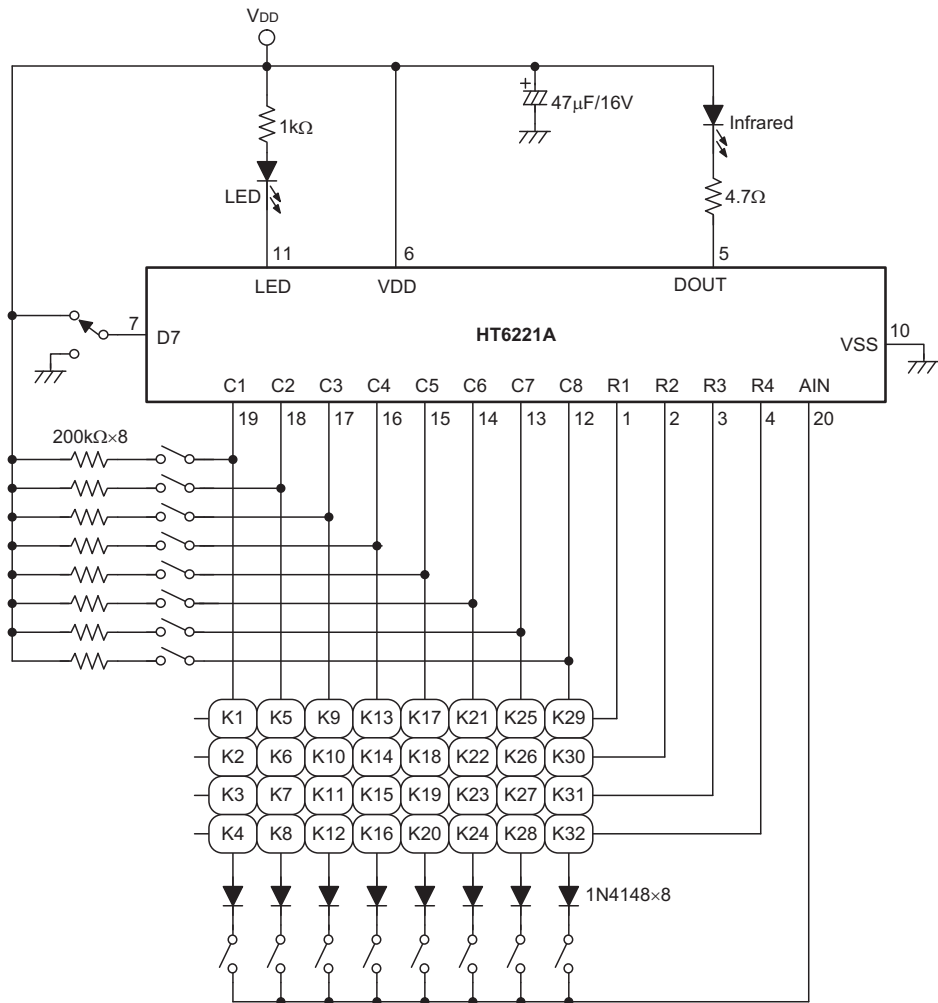 VDD
+
47μF/16V
1kΩ
Infrared
LED
4.7Ω
11 6 5
LED VDD DOUT
7 D7 HT6221A VSS 10
C1 C2 C3 C4 C5 C6 C7 C8 R1 R2 R3 R4 AIN
19 18 17 16 15 14 13 12 1 2 3 4 20
200kΩ×8
K1 K5 K9 K13 K17 K21 K25 K29
K2 K6 K10 K14 K18 K22 K26 K30
K3 K7 K11 K15 K19 K23 K27 K31
K4 K8 K12 K16 K20 K24 K28 K32
1N4148×8